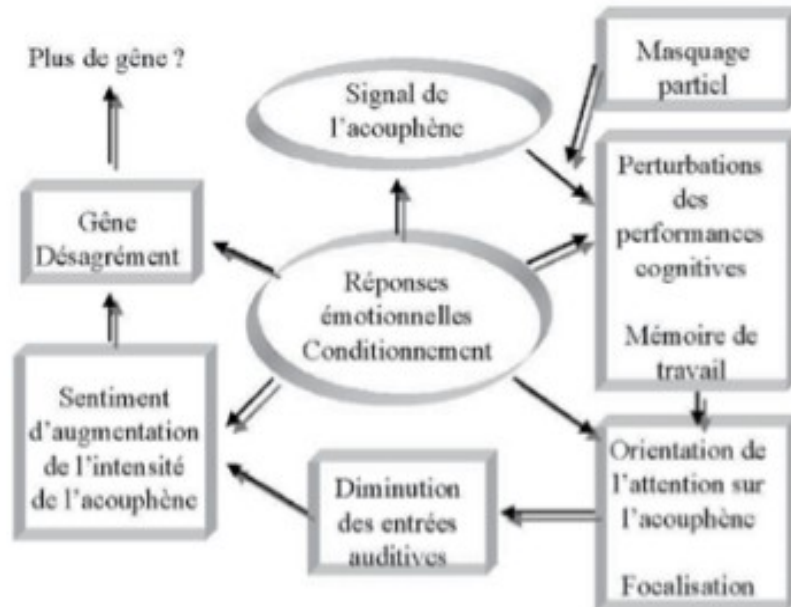 Plus de gêne ?
Signal de
l'acouphène
Masquage
partiel
Perturbations
des
performances
cognitives
Mémoire de
travail
Gêne
Désagrément
Réponses
émotionnelles
Conditionnement
Sentiment
d'augmentation
de l'intensité
de l'acouphène
Diminution
des entrées
auditives
Orientation de
l'attention sur
l'acouphène
Focalisation